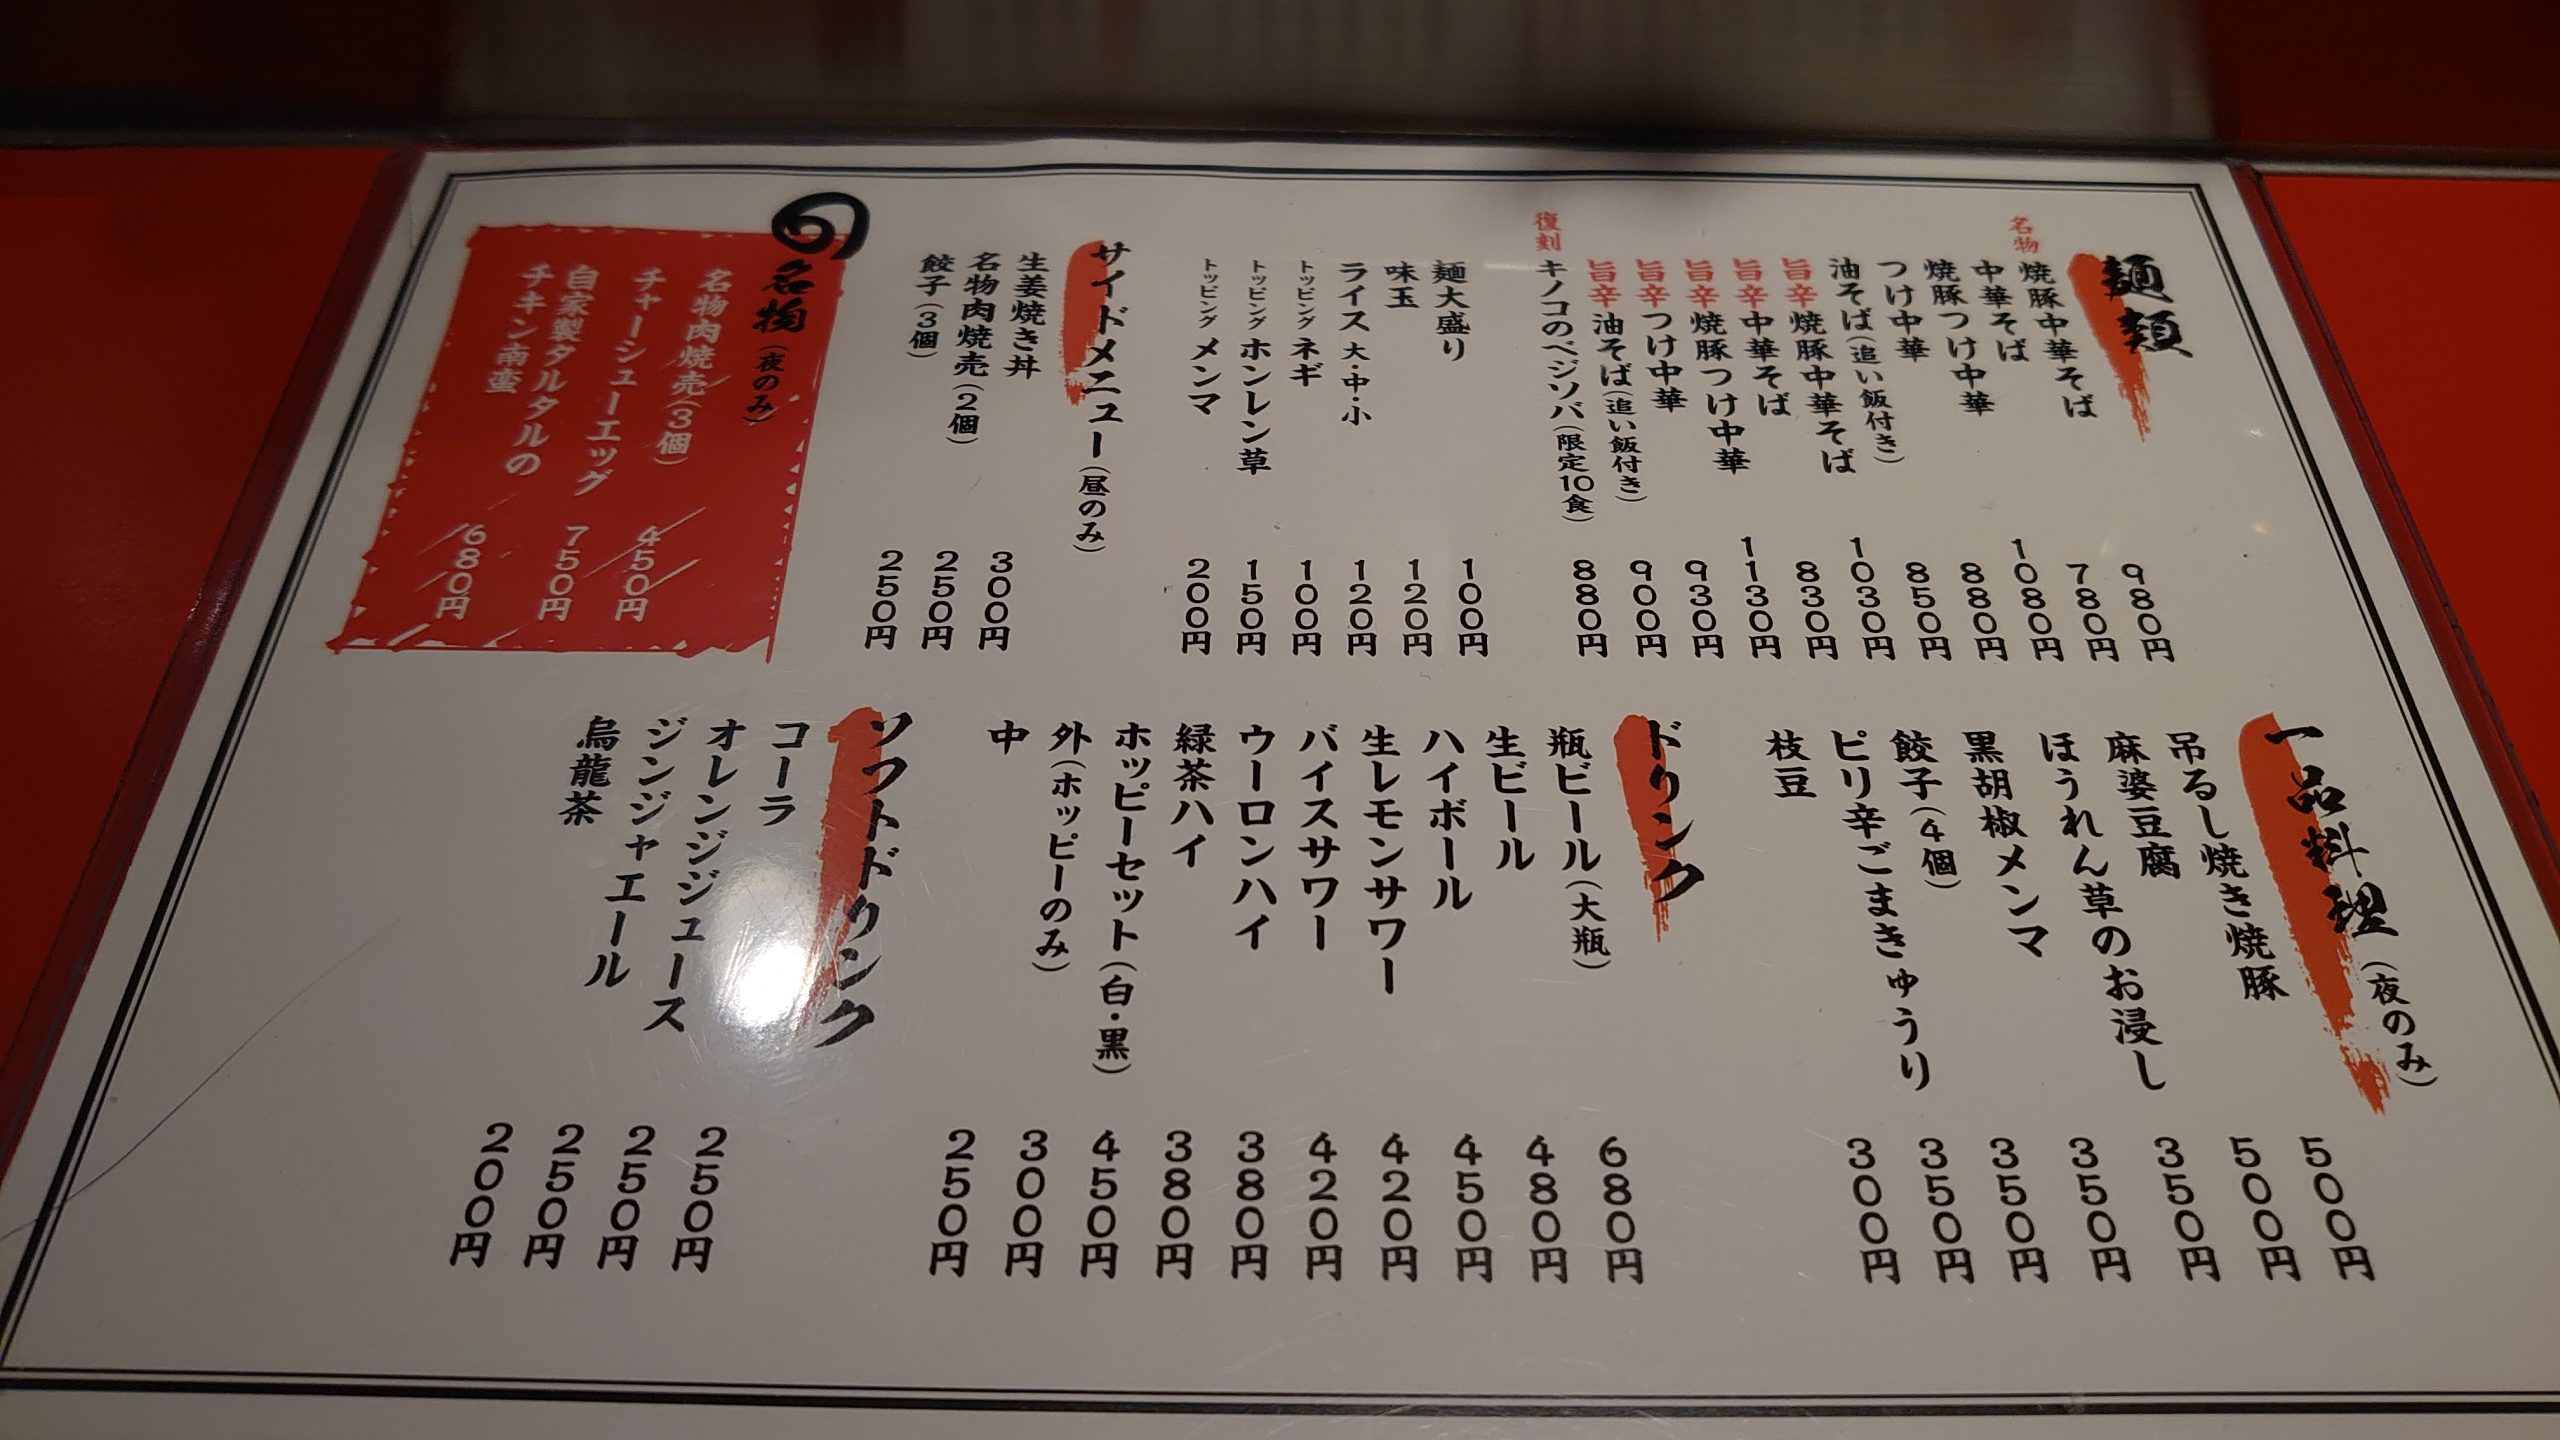 麺類
名物 焼豚中華そば 980円
中華そば 780円
焼豚つけ中華 1080円
つけ中華 880円
油そば(追い飯付き) 850円
旨辛 焼豚中華そば 1030円
旨辛 中華そば 830円
旨辛 焼豚つけ中華 1130円
旨辛 つけ中華 930円
旨辛 油そば(追い飯付き) 900円
復刻 キノコのベジソバ(限定10食) 880円
麺大盛り 100円
味玉 120円
ライス 大・中・小 120円
トッピング ネギ 100円
トッピング ホンレン草 150円
トッピング メンマ 200円
サイドメニュー(昼のみ)
生姜焼き丼 300円
名物肉焼売(2個) 250円
餃子(3個) 250円
名物(夜のみ)
名物肉焼売(3個) 450円
チャーシューエッグ 750円
自家製タルタルの
チキン南蛮 680円
一品料理(夜のみ)
吊るし焼き焼豚 500円
麻婆豆腐 500円
ほうれん草のお浸し 350円
黒胡椒メンマ 350円
餃子(4個) 350円
ピリ辛ごまきゅうり 350円
枝豆 300円
ドリンク
瓶ビール(大瓶) 680円
生ビール 480円
ハイボール 450円
生レモンサワー 420円
バイスサワー 420円
ウーロンハイ 380円
緑茶ハイ 380円
ホッピーセット(白・黒) 450円
外(ホッピーのみ) 300円
中 250円
ソフトドリンク
コーラ 250円
オレンジジュース 250円
ジンジャエール 250円
烏龍茶 200円